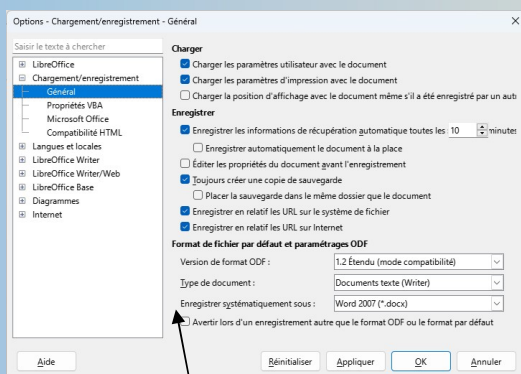 Options - Chargement/enregistrement - Général
Saisir le texte à chercher
LibreOffice
Chargement/enregistrement
Général
Propriétés VBA
Microsoft Office
Compatibilité HTML
Langues et locales
LibreOffice Writer
LibreOffice Writer/Web
LibreOffice Base
Diagrammes
Internet
Charger
Charger les paramètres utilisateur avec le document
Charger les paramètres d'impression avec le document
Charger la position d'affichage avec le document même s'il a été enregistré par un
Enregistrer
Enregistrer les informations de récupération automatique toutes les : 10 minutes
Enregistrer automatiquement le document à la place
Éditer les propriétés du document avant l'enregistrement
Toujours créer une copie de sauvegarde
Placer la sauvegarde dans le même dossier que le document
Enregistrer en relatif les URL sur le système de fichier
Enregistrer en relatif les URL sur Internet
Format de fichier par défaut et paramétrages ODF
Version de format ODF : 1.2 Étendu (mode compatibilité)
Type de document : Documents texte (Writer)
Enregistrer systématiquement sous : Word 2007 (*.docx)
Avertir lors d'un enregistrement autre que le format ODF ou le format par défaut
Aide Réinitialiser Appliquer OK Annuler